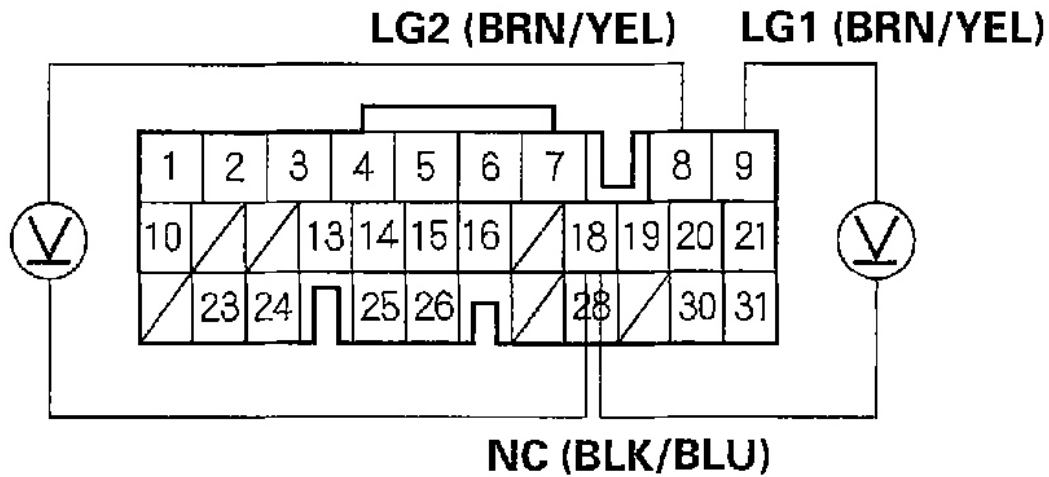 LG2 (BRN/YEL) LG1 (BRN/YEL)
1 2 3 4 5 6 7 8 9
V 10 13 14 15 16 18 19 20 21 V
23 24 25 26 28 30 31
NC (BLK/BLU)